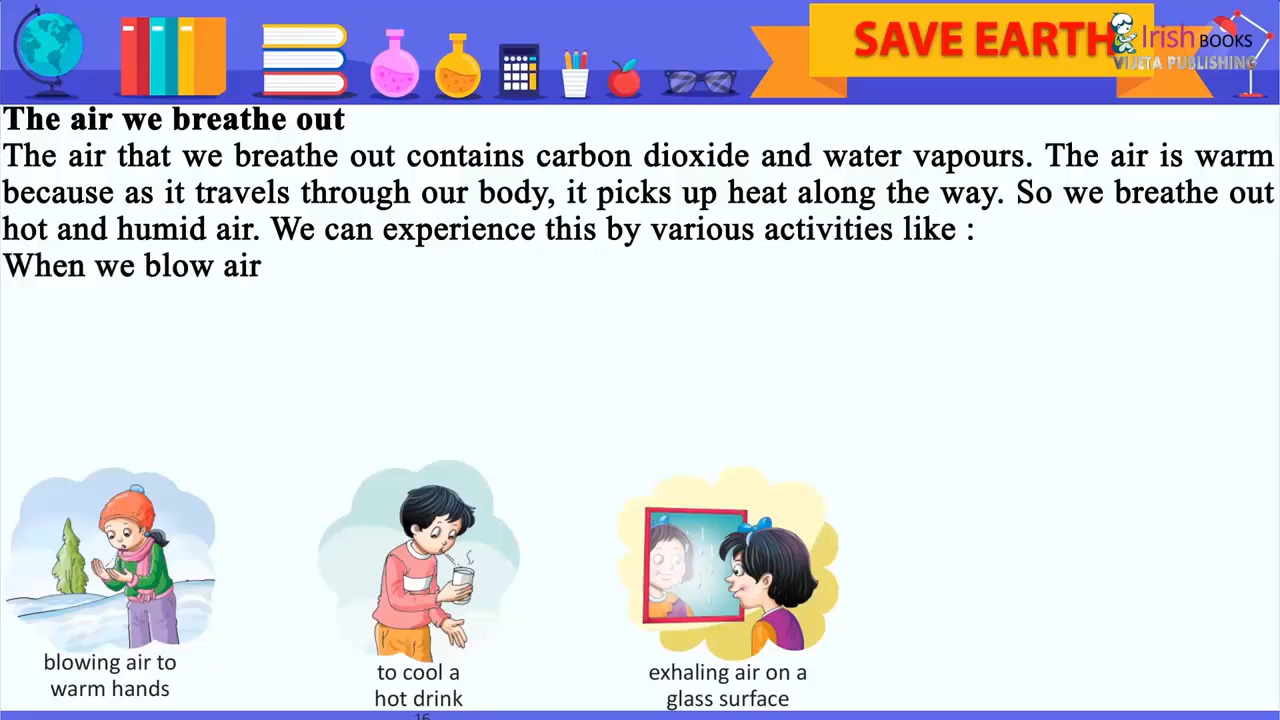 SAVE EARTH
Irish BOOKS
VIJETA PUBLISHING
The air we breathe out
The air that we breathe out contains carbon dioxide and water vapours. The air is warm
because as it travels through our body, it picks up heat along the way. So we breathe out
hot and humid air. We can experience this by various activities like :
When we blow air
blowing air to
warm hands
to cool a
hot drink
exhaling air on a
glass surface
16